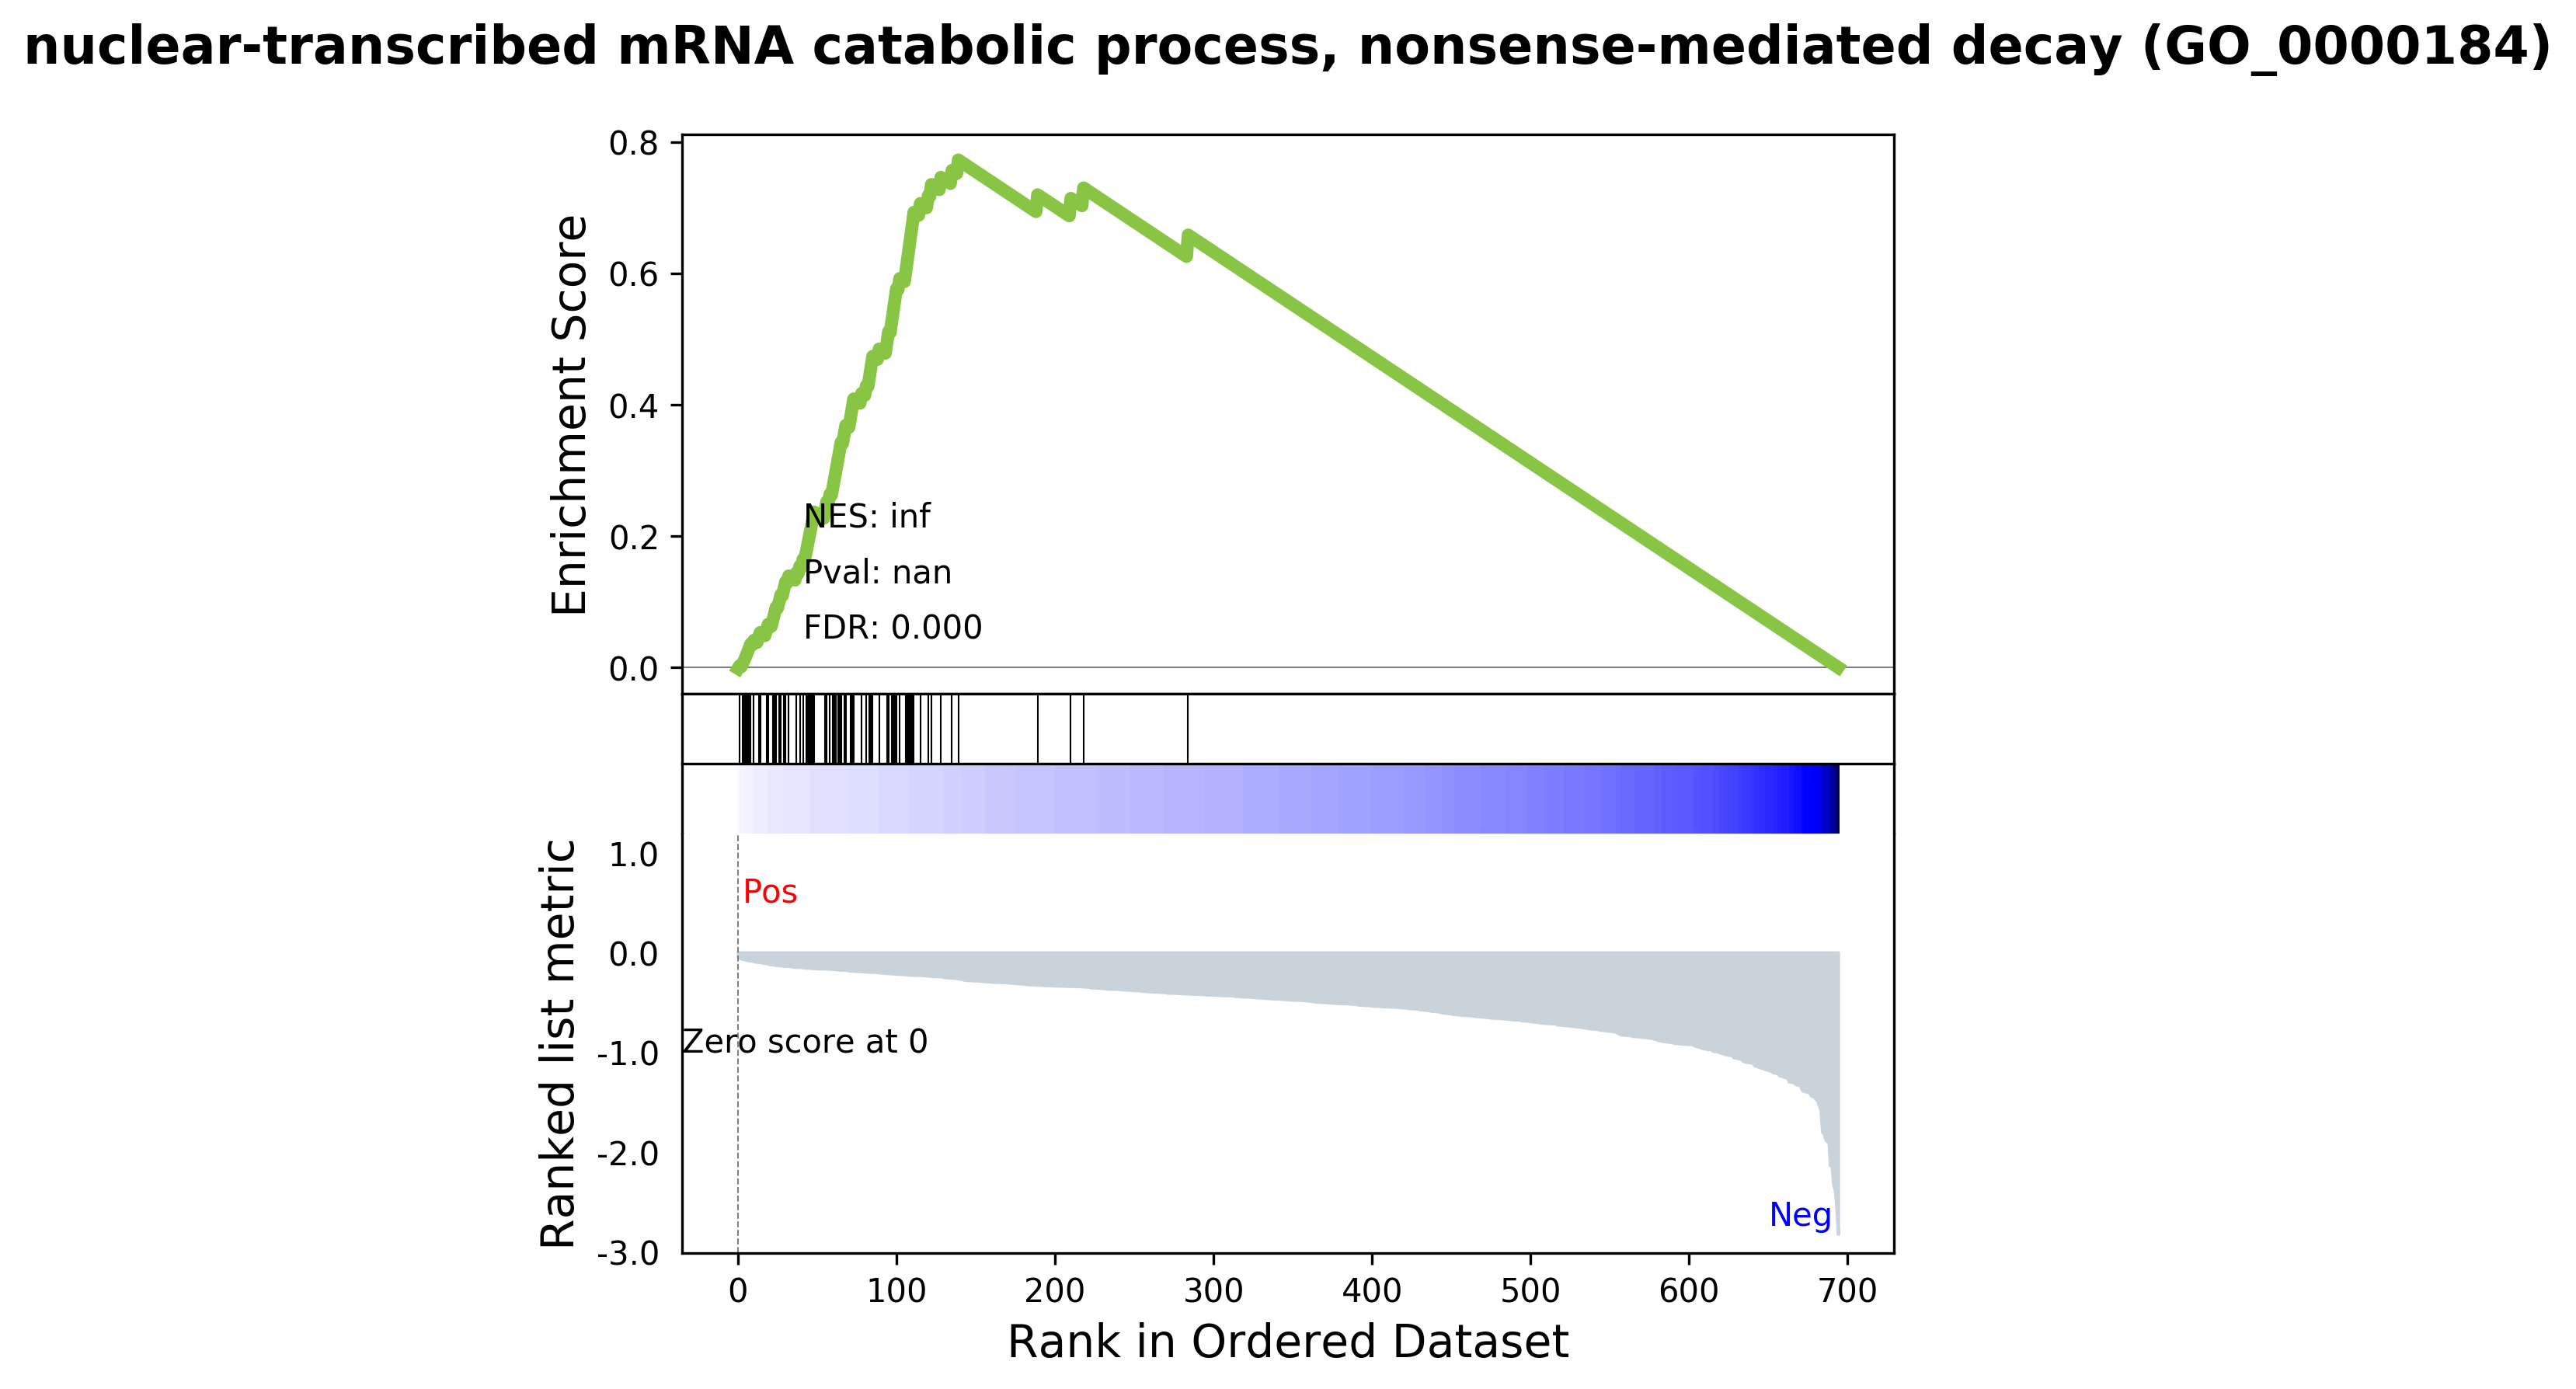 nuclear-transcribed mRNA catabolic process, nonsense-mediated decay (GO_0000184)
0.8
0.6
0.4
0.2
0.0
Enrichment Score
NES: inf
Pval: nan
FDR: 0.000
1.0
0.0
-1.0
-2.0
-3.0
Ranked list metric
Pos
Zero score at 0
Neg
0 100 200 300 400 500 600 700
Rank in Ordered Dataset